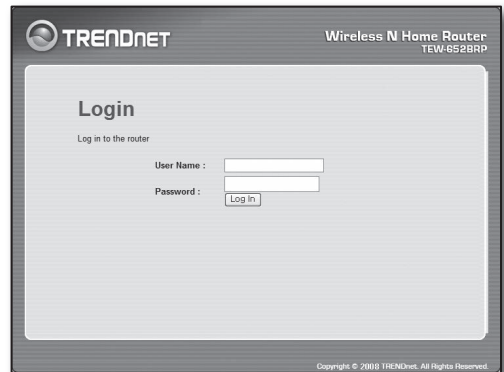 TRENDNET
Wireless N Home Router
TEW-652BRP
Login
Log in to the router
User Name :
Password :
Log In
Copyright © 2008 TRENDnet. All Rights Reserved.